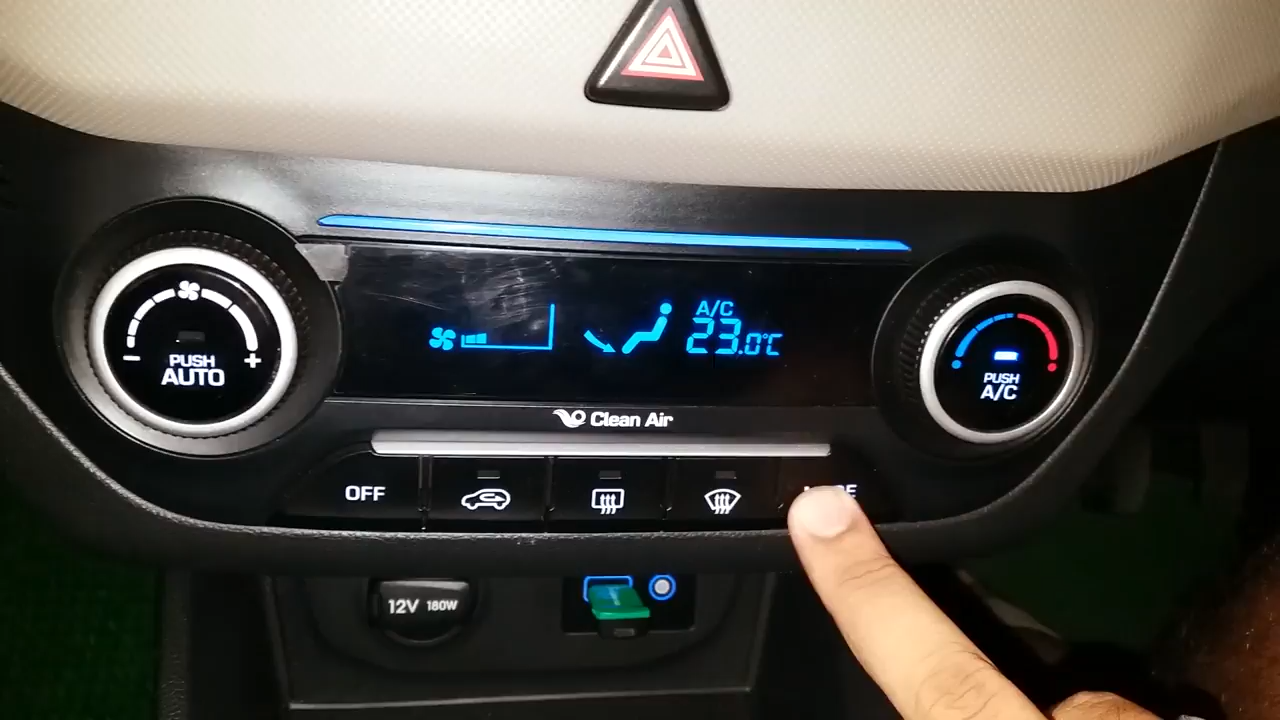 A/C
23.0°C
PUSH
AUTO
PUSH
A/C
Clean Air
OFF
12V 180W